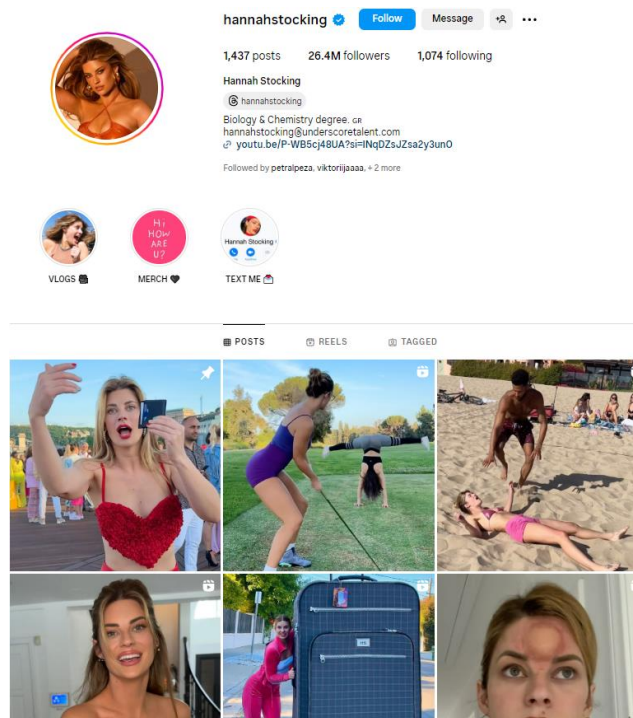 hannahstocking
Follow
Message
1,437 posts 26.4M followers 1,074 following
Hannah Stocking
hannahstocking
Biology & Chemistry degree. GR
hannahstocking@underscoretalent.com
youtu.be/P-WB5cj48UA?si=INqDZsJZsa2y3unO
Followed by petralpeza, viktoriijaaaa, + 2 more
HI
HOW
ARE
U?
Hannah Stocking
VLOGS
MERCH
TEXT ME
POSTS
REELS
TAGGED